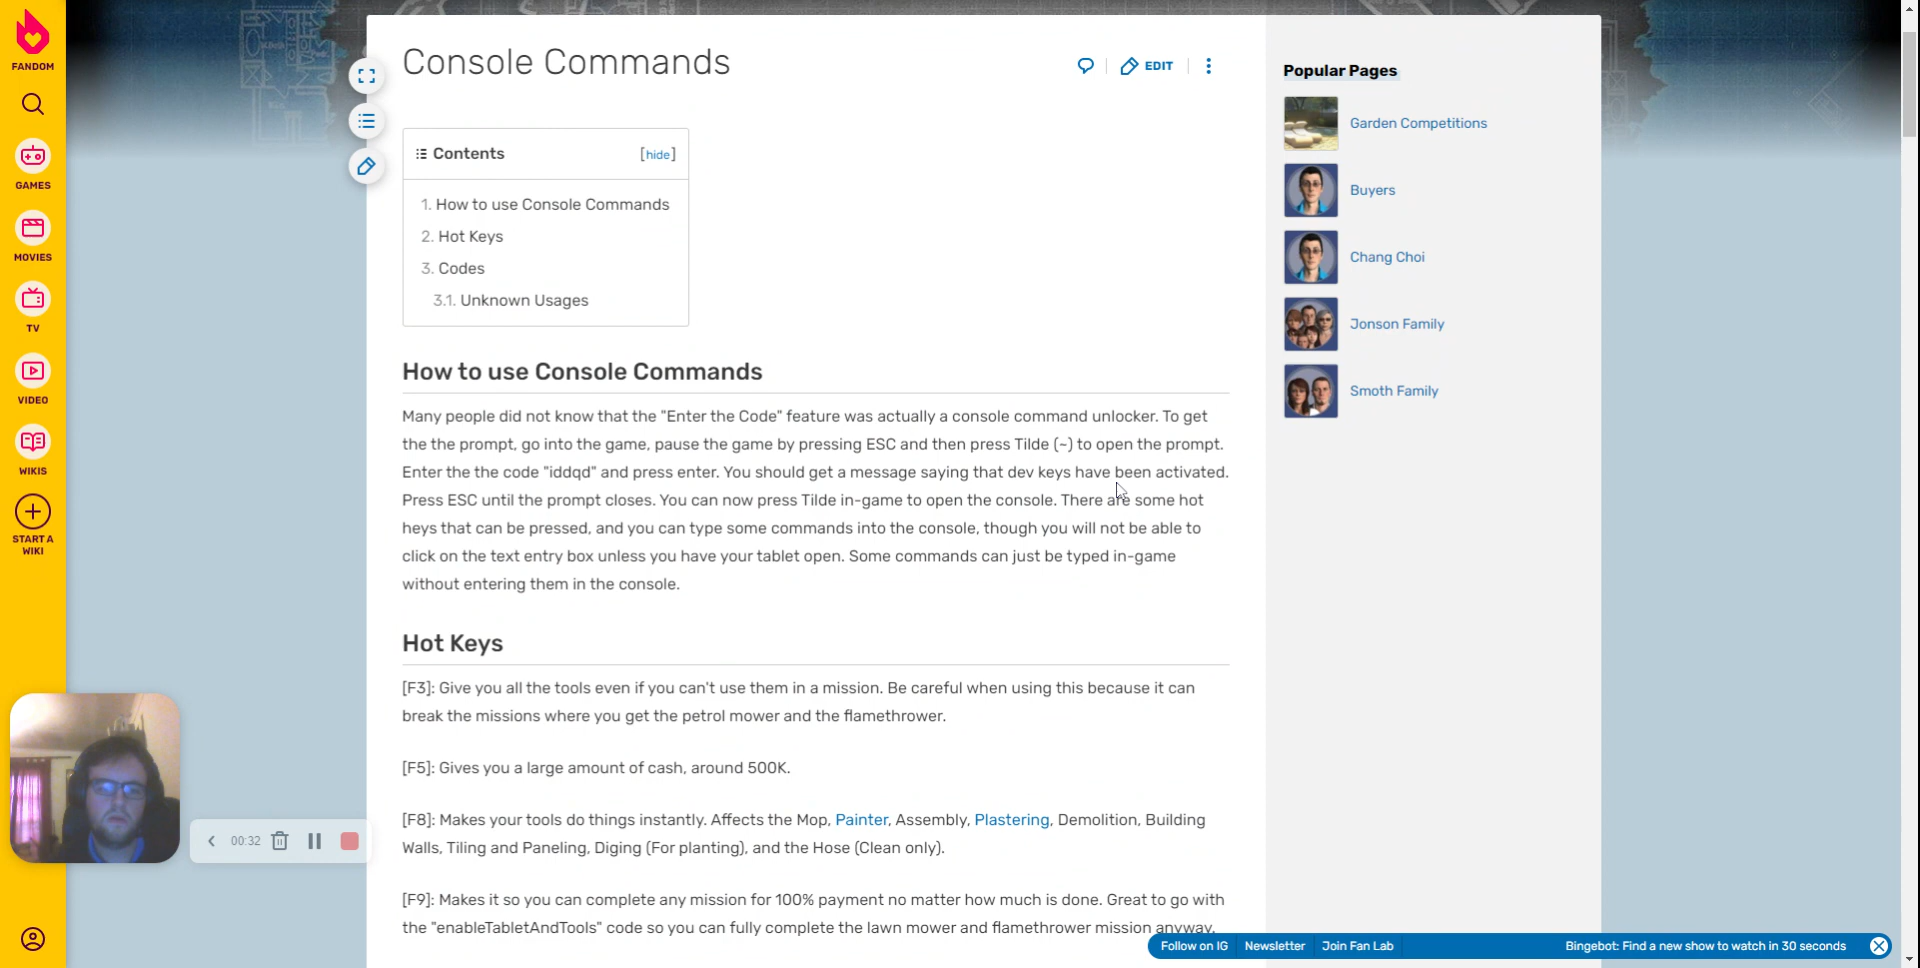 FANDOM
GAMES
MOVIES
TV
VIDEO
WIKIS
START A
WIKI
Console Commands
EDIT
Contents [hide]
1. How to use Console Commands
2. Hot Keys
3. Codes
3.1. Unknown Usages
How to use Console Commands
Many people did not know that the "Enter the Code" feature was actually a console command unlocker. To get
the the prompt, go into the game, pause the game by pressing ESC and then press Tilde (~) to open the prompt.
Enter the the code "iddqd" and press enter. You should get a message saying that dev keys have been activated.
Press ESC until the prompt closes. You can now press Tilde in-game to open the console. There are some hot
heys that can be pressed, and you can type some commands into the console, though you will not be able to
click on the text entry box unless you have your tablet open. Some commands can just be typed in-game
without entering them in the console.
Hot Keys
[F3]: Give you all the tools even if you can't use them in a mission. Be careful when using this because it can
break the missions where you get the petrol mower and the flamethrower.
[F5]: Gives you a large amount of cash, around 500K.
[F8]: Makes your tools do things instantly. Affects the Mop, Painter, Assembly, Plastering, Demolition, Building
Walls, Tiling and Paneling, Diging (For planting), and the Hose (Clean only).
[F9]: Makes it so you can complete any mission for 100% payment no matter how much is done. Great to go with
the "enableTabletAndTools" code so you can fully complete the lawn mower and flamethrower mission anyway.
Popular Pages
Garden Competitions
Buyers
Chang Choi
Jonson Family
Smoth Family
00:32
Follow on IG Newsletter Join Fan Lab Bingebot: Find a new show to watch in 30 seconds